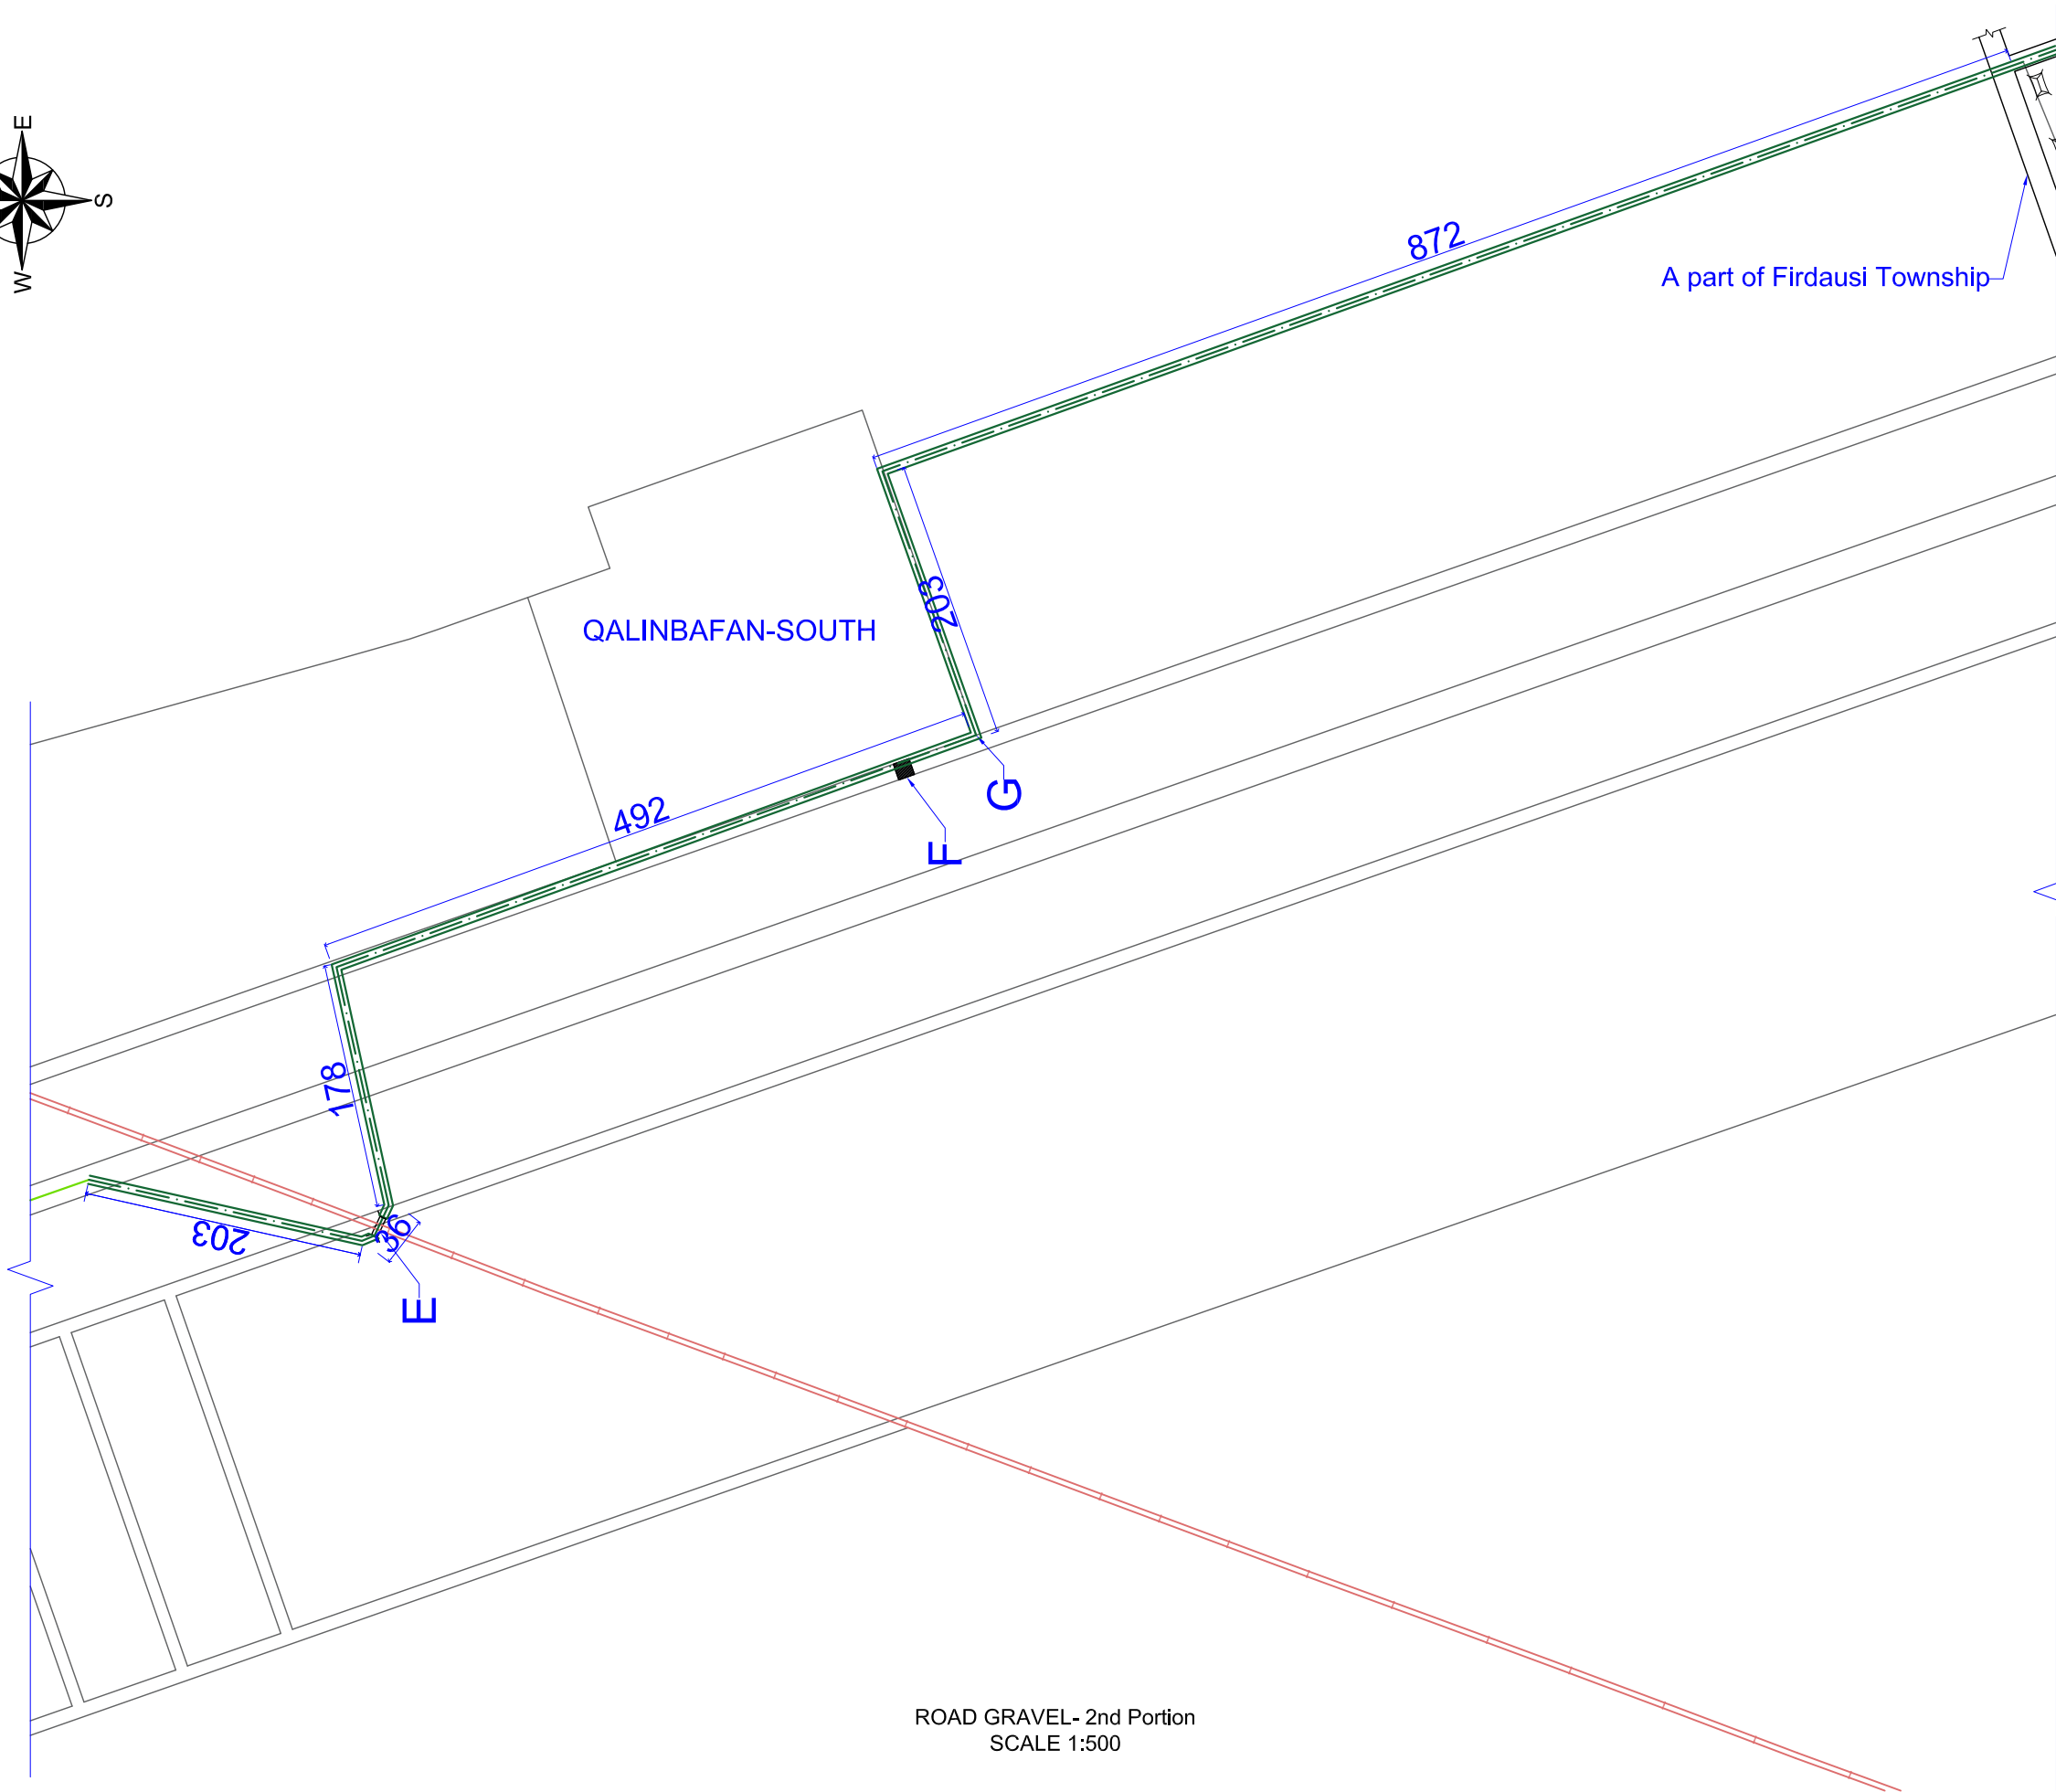 E
S
W
872
A part of Firdausi Township
203
QALINBAFAN-SOUTH
492
G
F
178
203
36
E
ROAD GRAVEL- 2nd Portion
SCALE 1:500